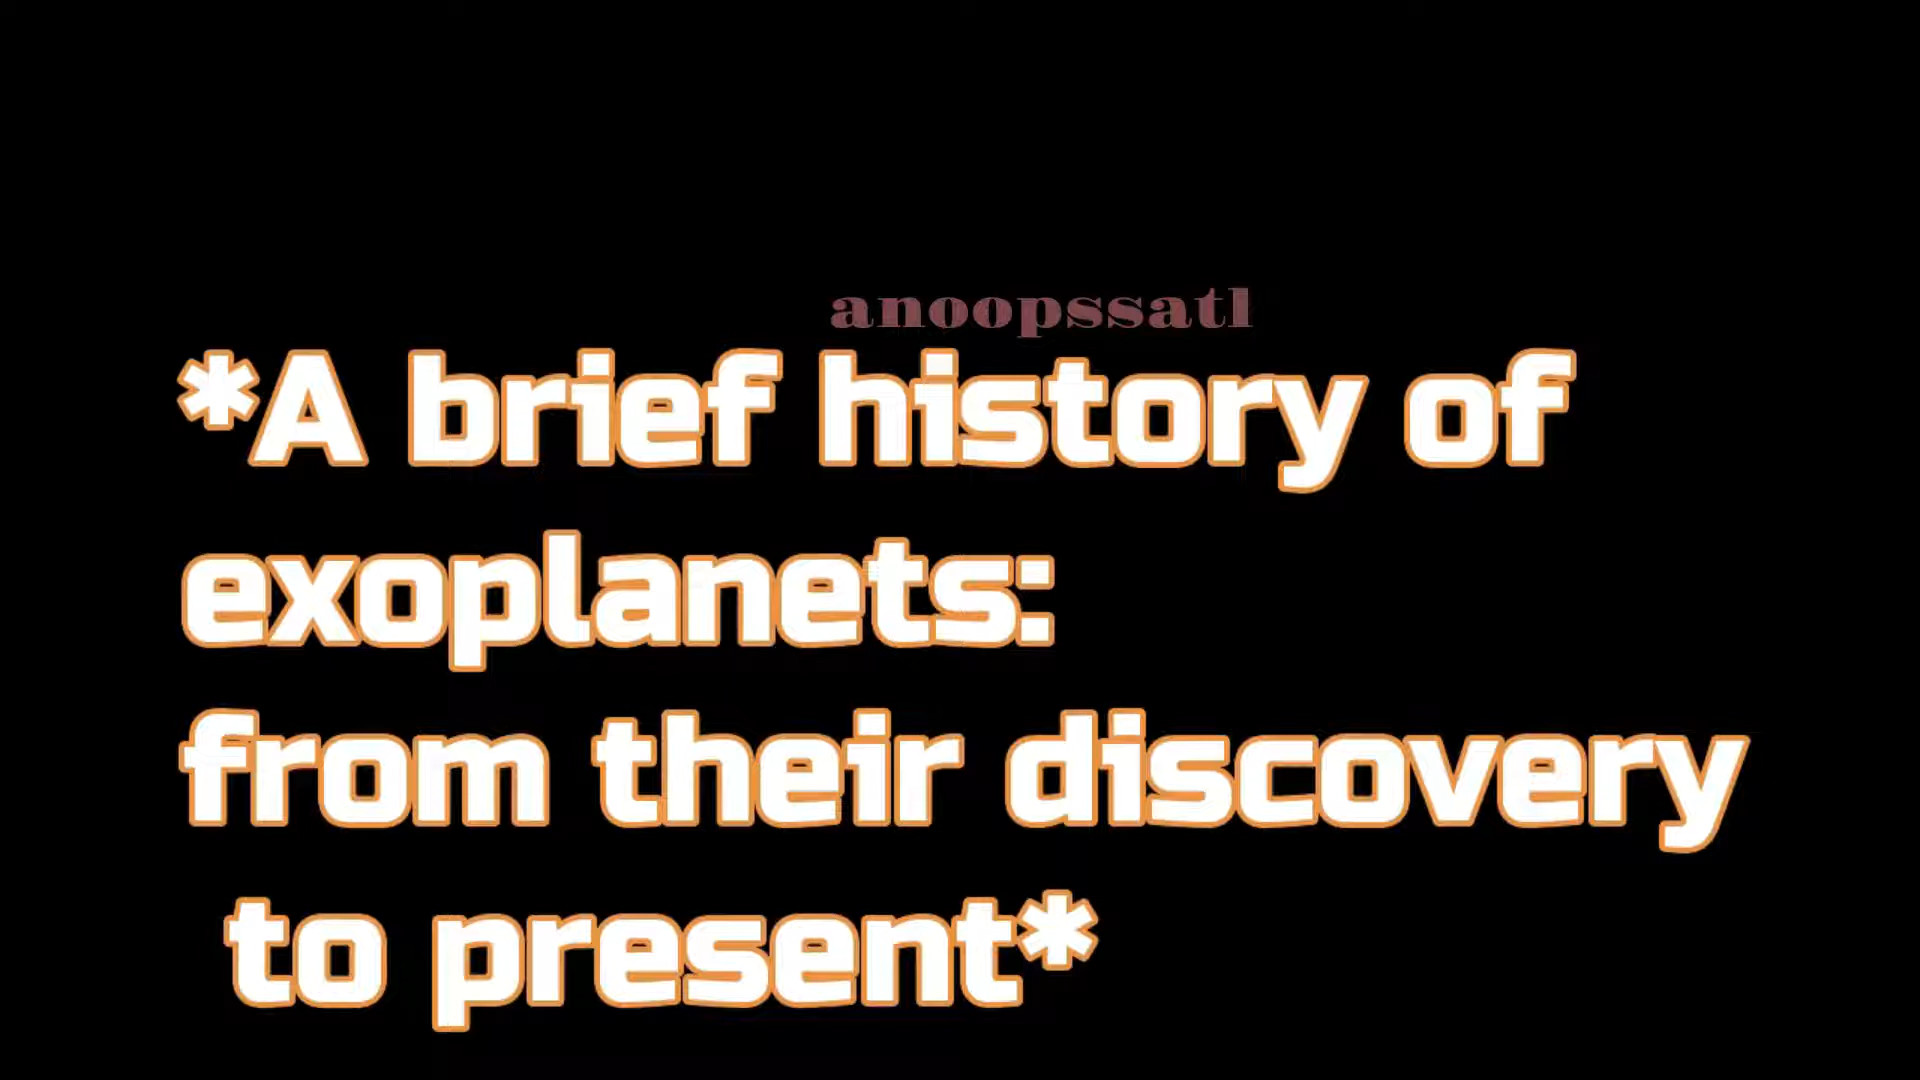 anoopssatl
*A brief history of
exoplanets:
from their discovery
to present*